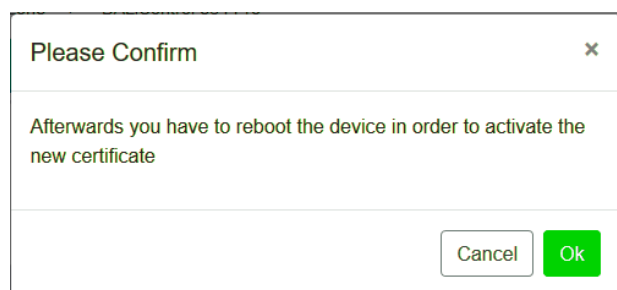 Please Confirm
×
Afterwards you have to reboot the device in order to activate the
new certificate
Cancel
Ok